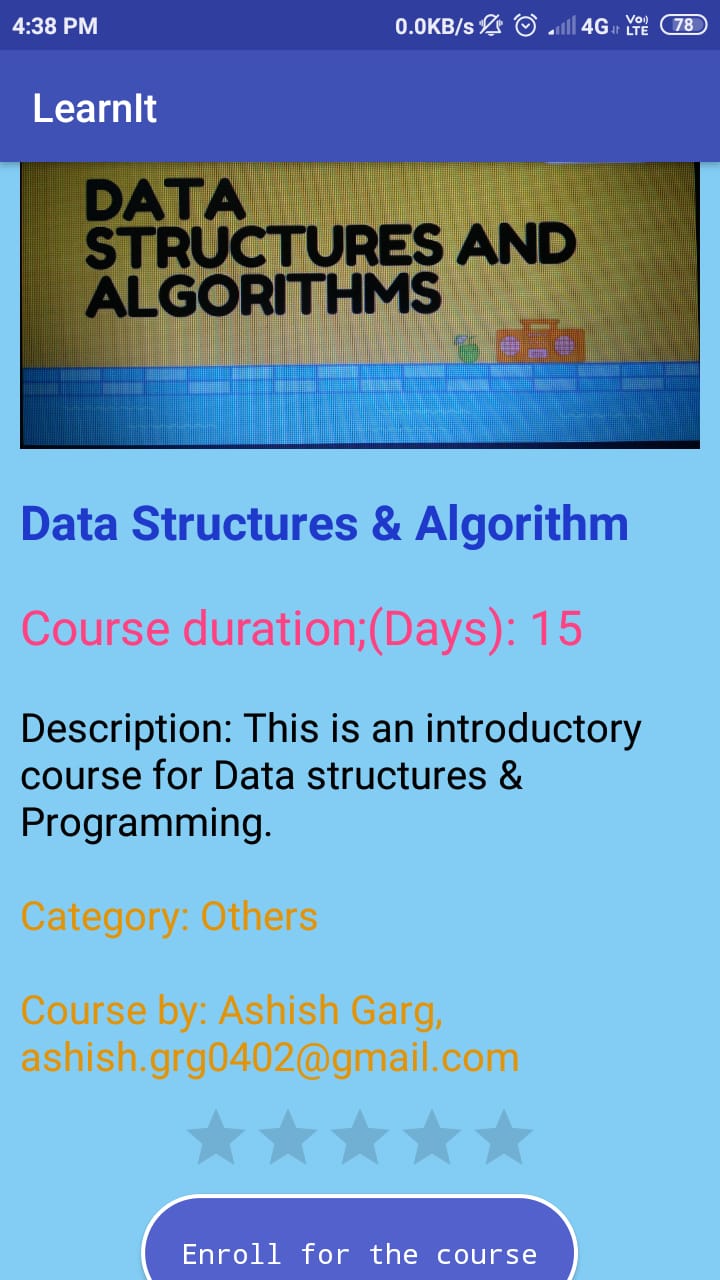 4:38 PM 0.0KB/s 4G Vo) LTE 78
LearnIt
DATA
STRUCTURES AND
ALGORITHMS
Data Structures & Algorithm
Course duration;(Days): 15
Description: This is an introductory
course for Data structures &
Programming.
Category: Others
Course by: Ashish Garg,
ashish.grg0402@gmail.com
Enroll for the course